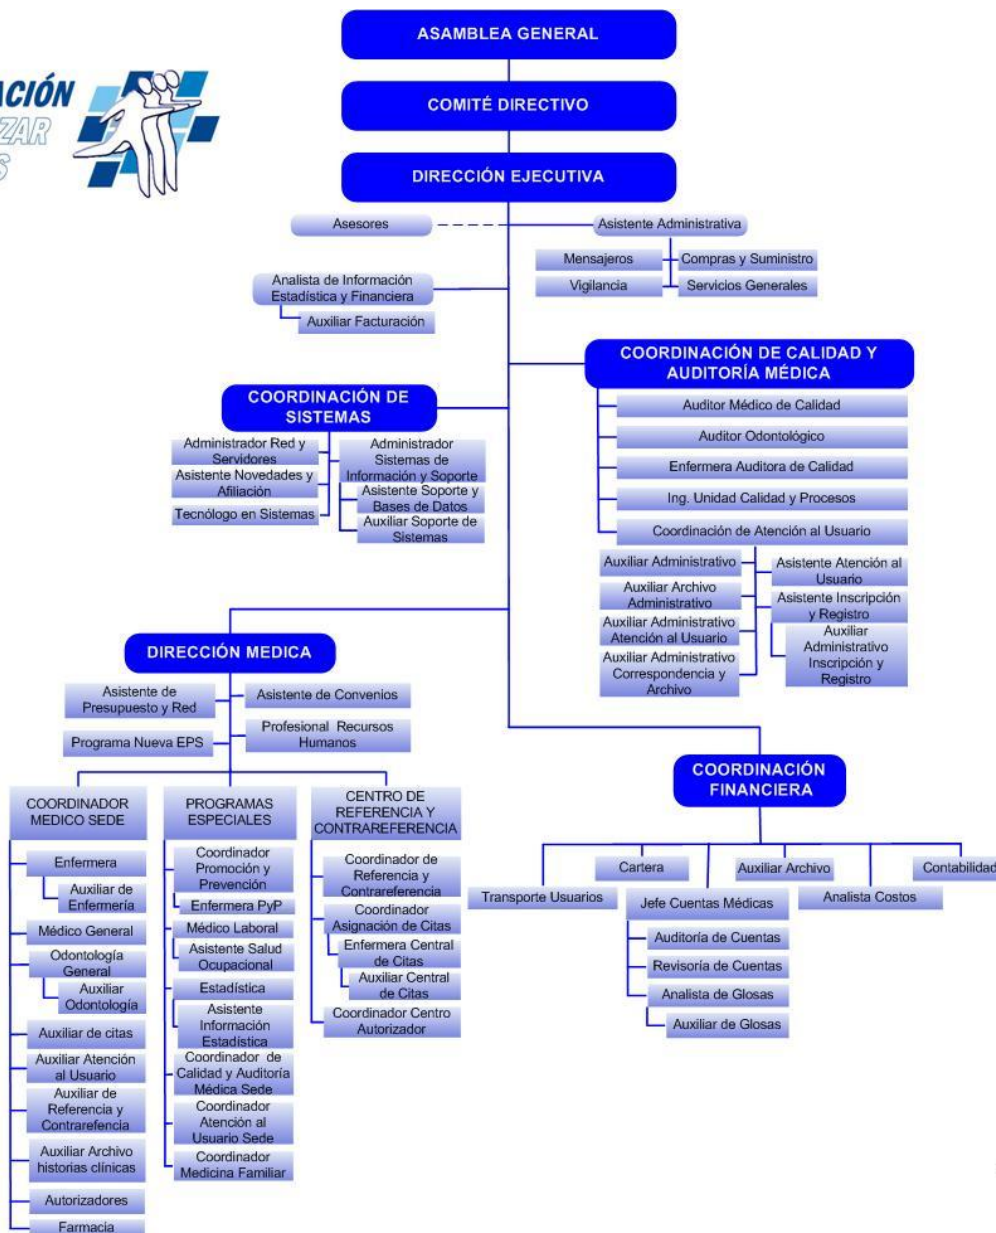 ASAMBLEA GENERAL
COMITÉ DIRECTIVO
DIRECCIÓN EJECUTIVA
Asesores
Asistente Administrativa
Mensajeros
Compras y Suministro
Vigilancia
Servicios Generales
Analista de Información
Estadística y Financiera
Auxiliar Facturación
COORDINACIÓN DE CALIDAD Y
AUDITORÍA MÉDICA
Auditor Médico de Calidad
Auditor Odontológico
Enfermera Auditora de Calidad
Ing. Unidad Calidad y Procesos
Coordinación de Atención al Usuario
Auxiliar Administrativo
Auxiliar Archivo
Administrativo
Auxiliar Administrativo
Atención al Usuario
Auxiliar Administrativo
Correspondencia y
Archivo
Asistente Atención al
Usuario
Asistente Inscripción
y Registro
Auxiliar
Administrativo
Inscripción y
Registro
COORDINACIÓN DE
SISTEMAS
Administrador Red y
Servidores
Asistente Novedades y
Afiliación
Tecnólogo en Sistemas
Administrador
Sistemas de
Información y Soporte
Asistente Soporte y
Bases de Datos
Auxiliar Soporte de
Sistemas
DIRECCIÓN MEDICA
Asistente de
Presupuesto y Red
Asistente de Convenios
Programa Nueva EPS
Profesional Recursos
Humanos
COORDINADOR
MEDICO SEDE
Enfermera
Auxiliar de
Enfermería
Médico General
Odontología
General
Auxiliar
Odontología
Auxiliar de citas
Auxiliar Atención
al Usuario
Auxiliar de
Referencia y
Contrarefencia
Auxiliar Archivo
historias clínicas
Autorizadores
Farmacia
PROGRAMAS
ESPECIALES
Coordinador
Promoción y
Prevención
Enfermera PyP
Médico Laboral
Asistente Salud
Ocupacional
Estadística
Asistente
Información
Estadística
Coordinador de
Calidad y Auditoría
Médica Sede
Coordinador
Atención al
Usuario Sede
Coordinador
Medicina Familiar
CENTRO DE
REFERENCIA Y
CONTRAREFERENCIA
Coordinador de
Referencia y
Contrareferencia
Coordinador
Asignación de Citas
Enfermera Central
de Citas
Auxiliar Central
de Citas
Coordinador Centro
Autorizador
COORDINACIÓN
FINANCIERA
Cartera
Auxiliar Archivo
Contabilidad
Transporte Usuarios
Jefe Cuentas Médicas
Analista Costos
Auditoría de Cuentas
Revisoría de Cuentas
Analista de Glosas
Auxiliar de Glosas